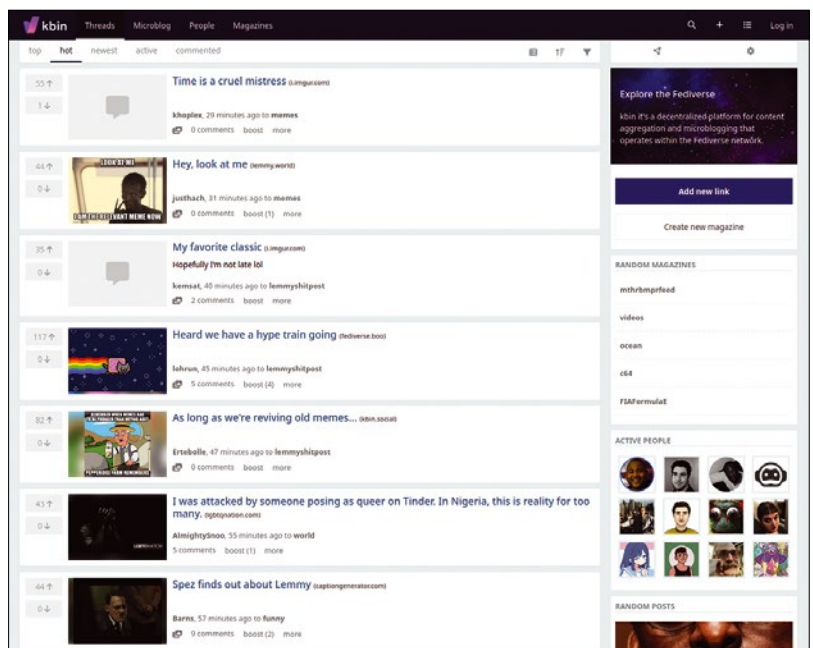 kbin Threads Microblog People Magazines Log in
top hot newest active commented
55
1
Time is a cruel mistress (i.imgur.com)
khoplex, 29 minutes ago to memes
0 comments boost more
44
0
LOOK AT ME
I AM THE RELEVANT MEME NOW
Hey, look at me (lemmy.world)
justhach, 31 minutes ago to memes
0 comments boost (1) more
35
0
My favorite classic (i.imgur.com)
Hopefully I'm not late lol
kemsat, 40 minutes ago to lemmyshitpost
2 comments boost more
117
0
Heard we have a hype train going (fediverse.boo)
lohrun, 45 minutes ago to lemmyshitpost
5 comments boost (4) more
82
0
PEPPERIDGE FARM REMEMBERS
As long as we're reviving old memes... (kbin.social)
Ertebolle, 47 minutes ago to lemmyshitpost
0 comments boost more
43
0
LGBTQNATION
I was attacked by someone posing as queer on Tinder. In Nigeria, this is reality for too
many. (lgbtqnation.com)
AlmightySnoo, 55 minutes ago to world
5 comments boost (1) more
44
0
Spez finds out about Lemmy (captiongenerator.com)
Barns, 57 minutes ago to funny
9 comments boost (2) more
Explore the Fediverse
kbin it's a decentralized platform for content
aggregation and microblogging that
operates within the Fediverse network.
Add new link
Create new magazine
RANDOM MAGAZINES
mthrbmprfeed
videos
ocean
c64
FIAFormulaE
ACTIVE PEOPLE
RANDOM POSTS